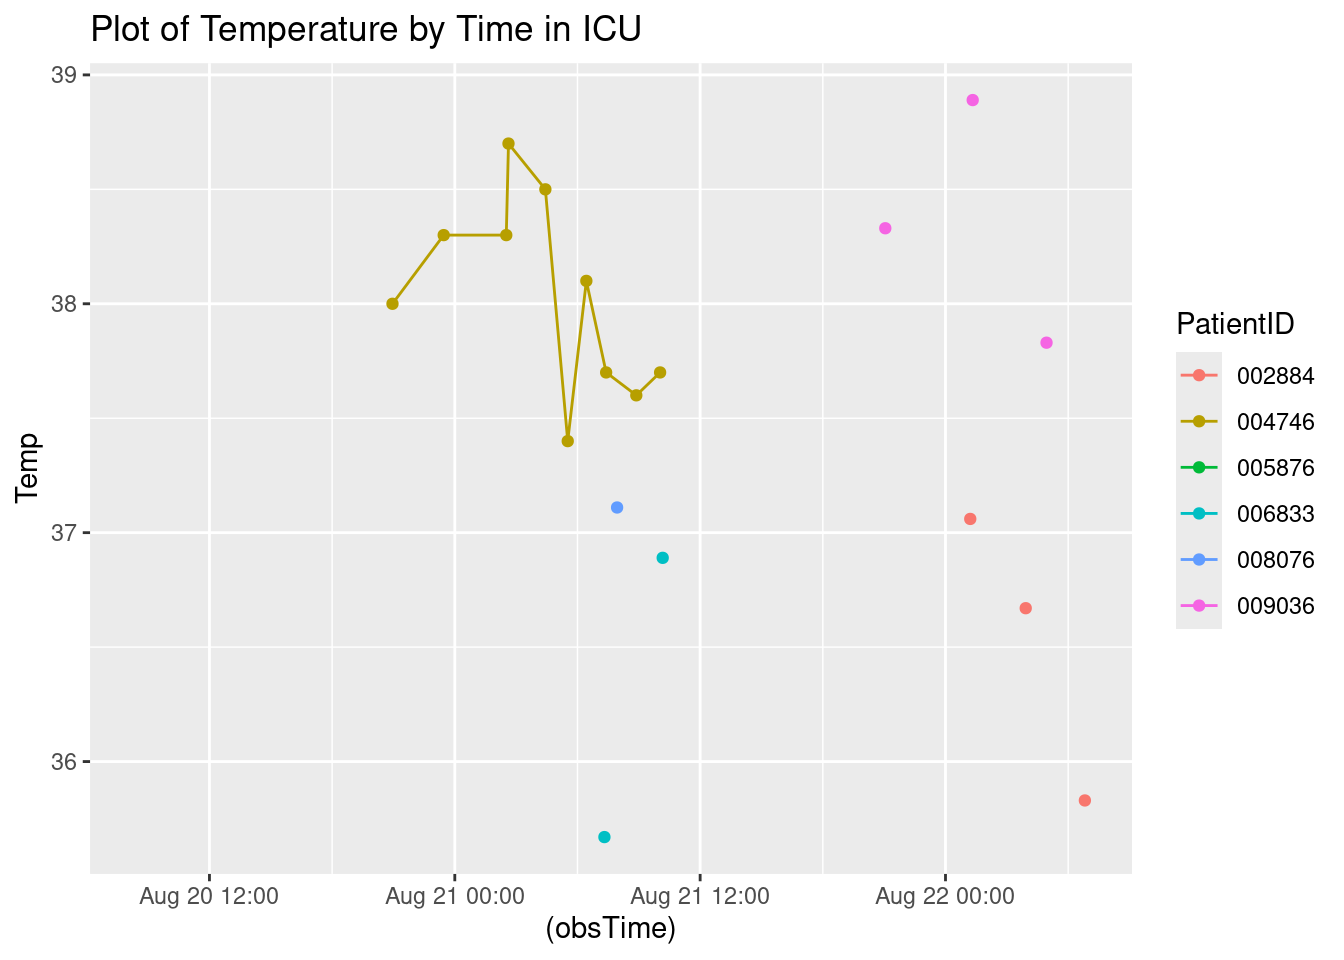 Plot of Temperature by Time in ICU
39
38
37
36
Temp
Aug 20 12:00
Aug 21 00:00
Aug 21 12:00
Aug 22 00:00
(obsTime)
PatientID
002884
004746
005876
006833
008076
009036